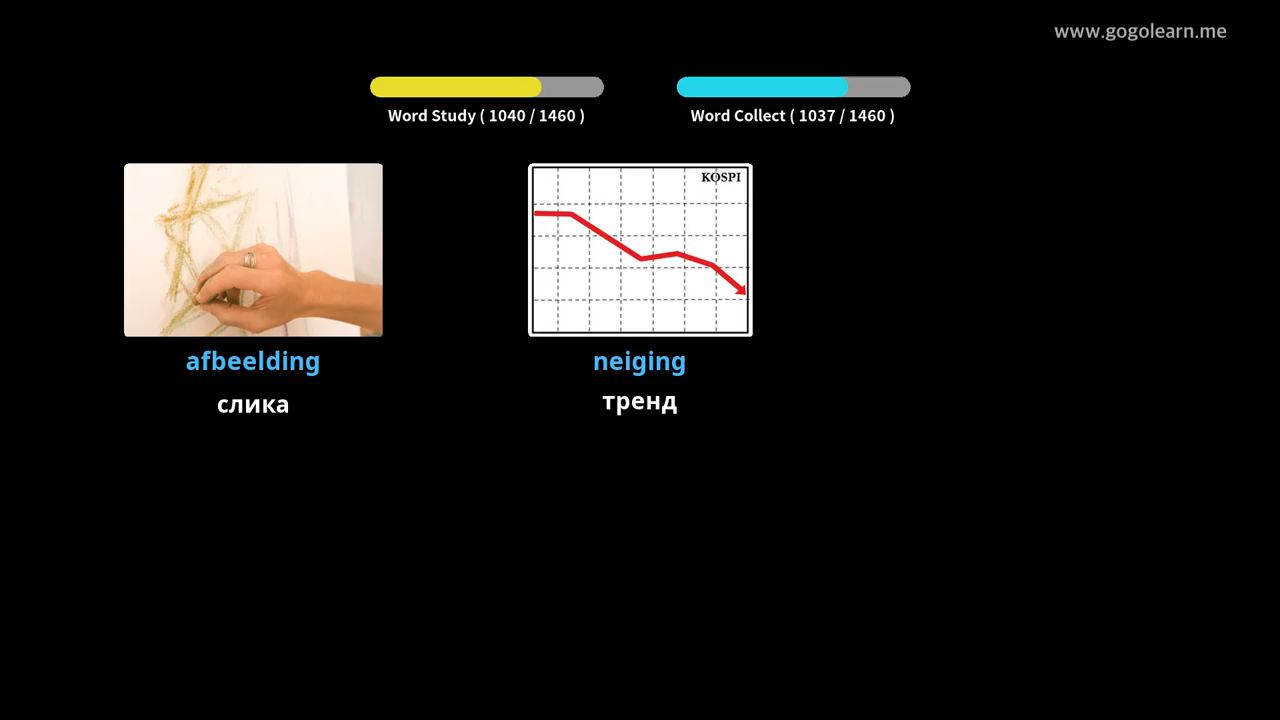 www.gogolearn.me
Word Study ( 1040 / 1460 )
Word Collect ( 1037 / 1460 )
KOSPI
afbeelding
neiging
слика
тренд